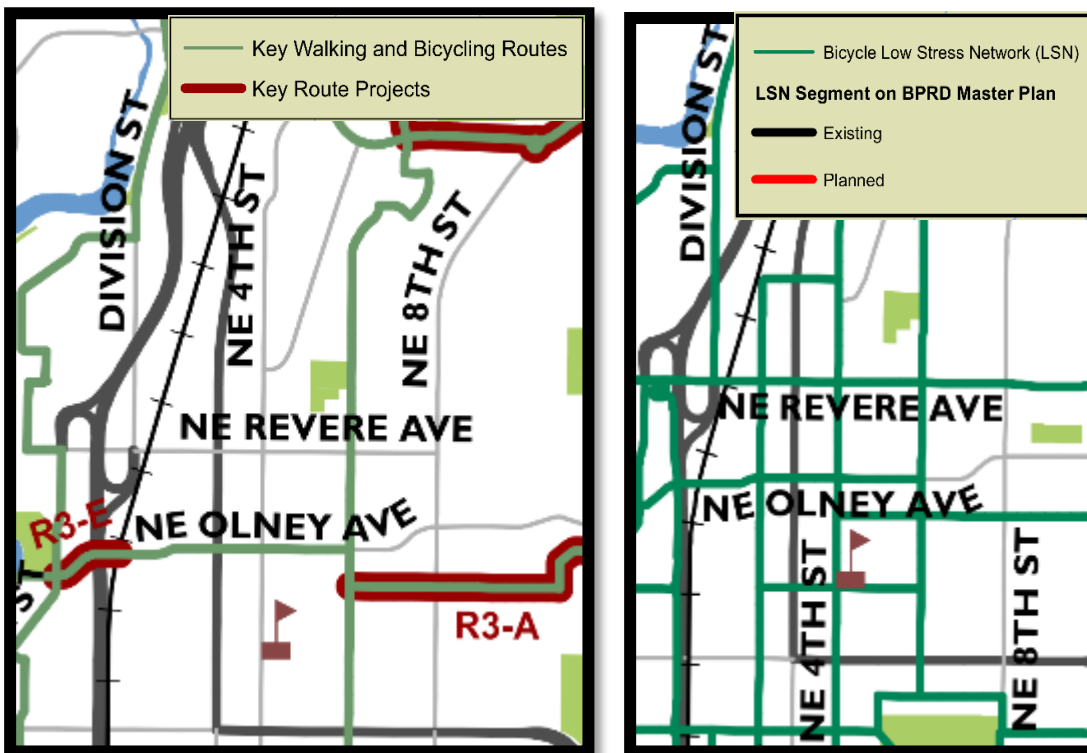 Key Walking and Bicycling Routes
Key Route Projects
DIVISION ST
NE 4TH ST
NE 8TH ST
NE REVERE AVE
R3-E
NE OLNEY AVE
ST
R3-A
Bicycle Low Stress Network (LSN)
LSN Segment on BPRD Master Plan
Existing
Planned
DIVISION ST
NE REVERE AVE
NE OLNEY AVE
NE 4TH ST
NE 8TH ST